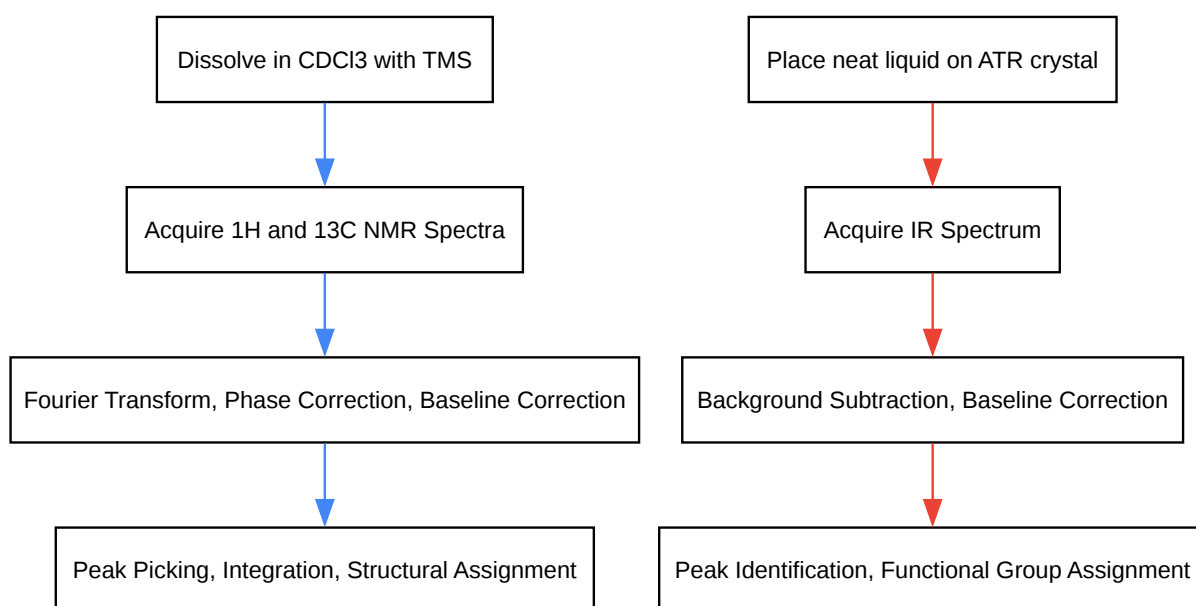 Dissolve in CDCl3 with TMS
Place neat liquid on ATR crystal
Acquire 1H and 13C NMR Spectra
Acquire IR Spectrum
Fourier Transform, Phase Correction, Baseline Correction
Background Subtraction, Baseline Correction
Peak Picking, Integration, Structural Assignment
Peak Identification, Functional Group Assignment